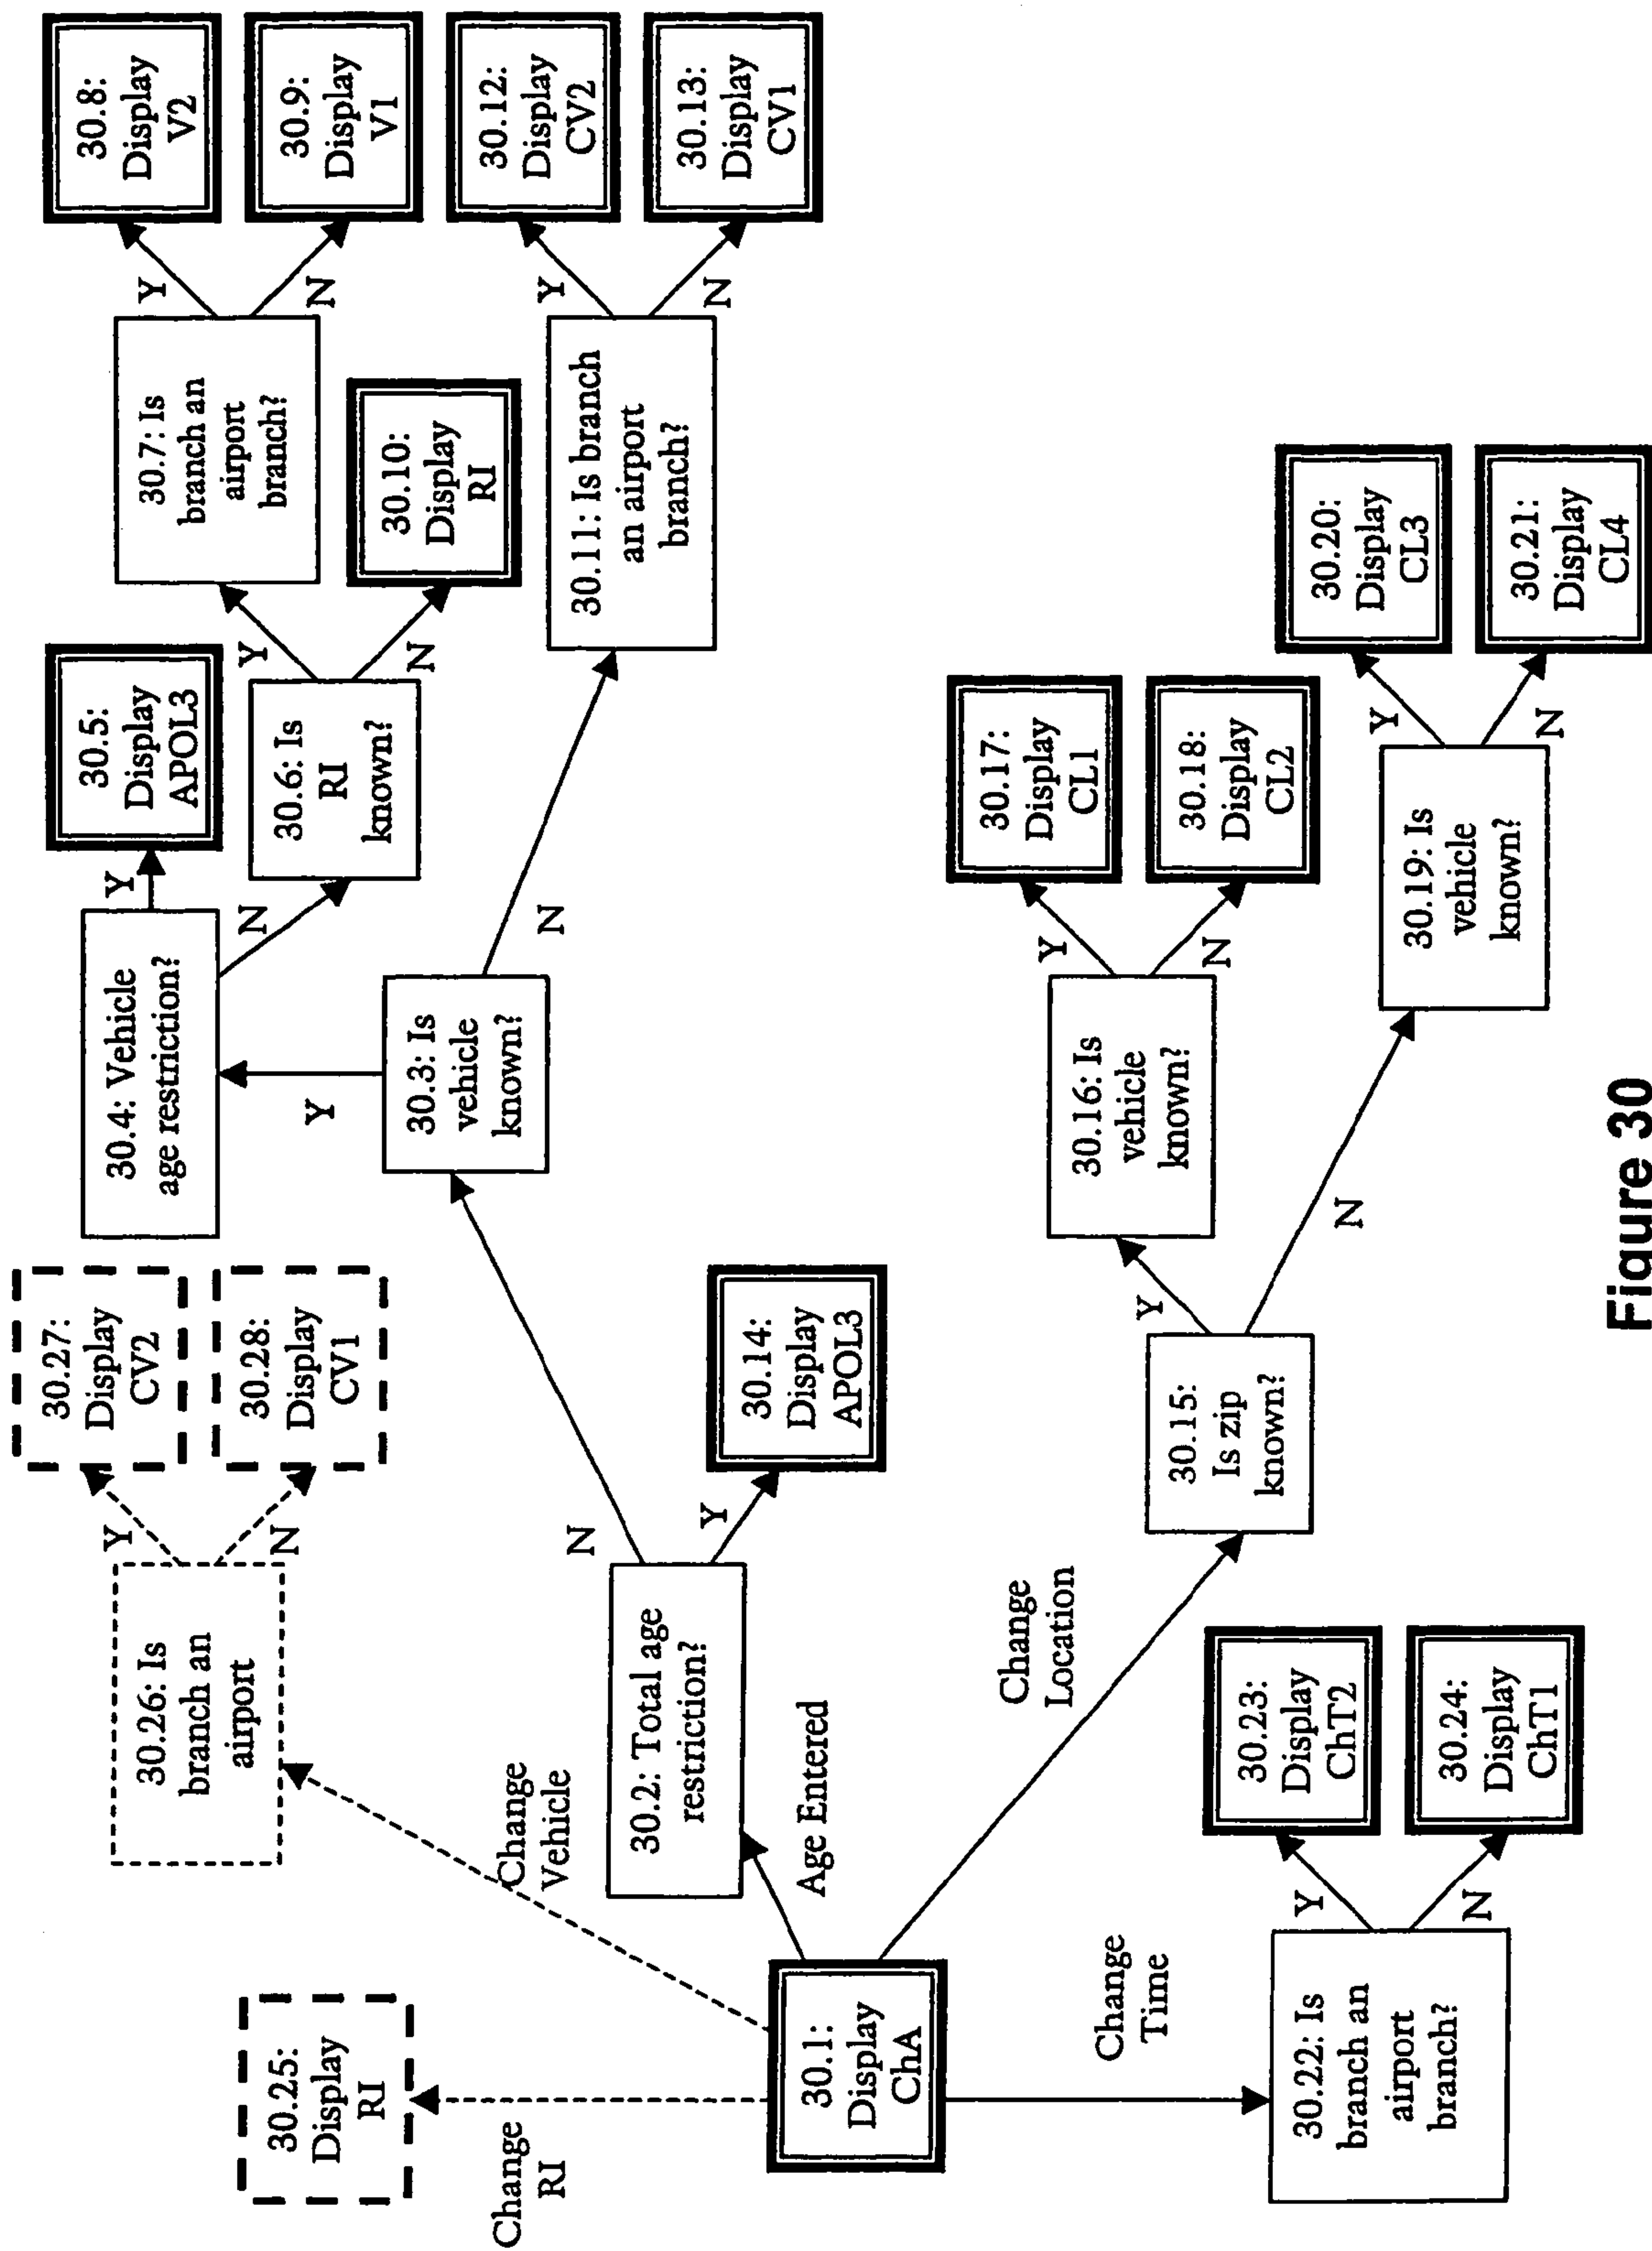 30.25:
Display
RI
Change
RI
30.1:
Display
ChA
Change
Vehicle
30.26: Is
branch an
airport
Y
N
30.27:
Display
CV2
30.28:
Display
CV1
Age Entered
30.2: Total age
restriction?
N
Y
30.14:
Display
APOL3
30.3: Is
vehicle
known?
Y
N
30.4: Vehicle
age restriction?
Y
N
30.5:
Display
APOL3
30.6: Is
RI
known?
Y
N
30.7: Is
branch an
airport
branch?
Y
N
30.8:
Display
V2
30.9:
Display
V1
30.10:
Display
RI
30.11: Is branch
an airport
branch?
Y
N
30.12:
Display
CV2
30.13:
Display
CV1
Change
Location
30.15:
Is zip
known?
Y
N
30.16: Is
vehicle
known?
Y
N
30.17:
Display
CL1
30.18:
Display
CL2
30.19: Is
vehicle
known?
Y
N
30.20:
Display
CL3
30.21:
Display
CL4
Change
Time
30.22: Is
branch an
airport
branch?
Y
N
30.23:
Display
ChT2
30.24:
Display
ChT1
Figure 30